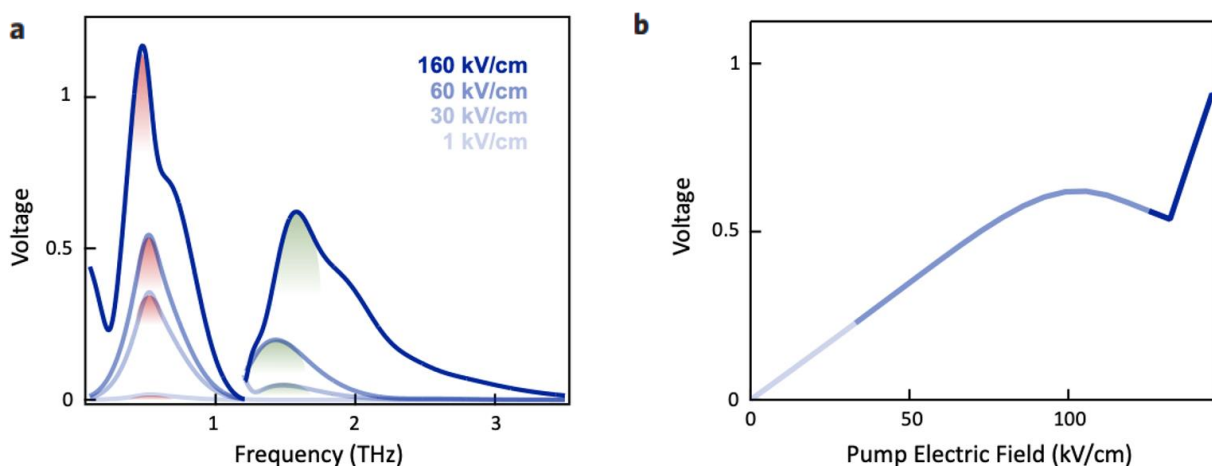 a
160 kV/cm
60 kV/cm
30 kV/cm
1 kV/cm
1
0.5
0
Voltage
1
2
3
Frequency (THz)
b
1
0.5
0
Voltage
0
50
100
Pump Electric Field (kV/cm)